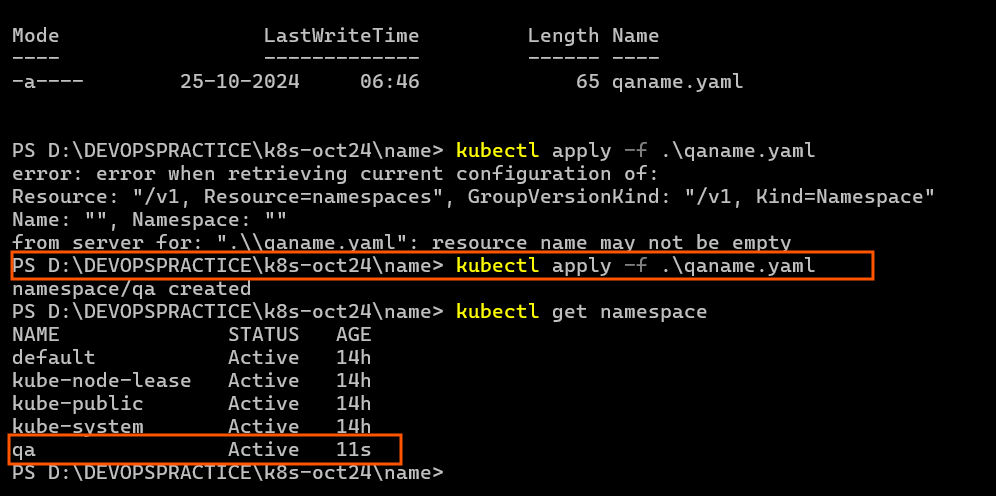 Mode                 LastWriteTime         Length Name
----                 -------------         ------ ----
-a----        25-10-2024     06:46             65 qaname.yaml
PS D:\DEVOPSPRACTICE\k8s-oct24\name> kubectl apply -f .\qaname.yaml
error: error when retrieving current configuration of:
Resource: "/v1, Resource=namespaces", GroupVersionKind: "/v1, Kind=Namespace"
Name: "", Namespace: ""
from server for: ".\\qaname.yaml": resource name may not be empty
PS D:\DEVOPSPRACTICE\k8s-oct24\name> kubectl apply -f .\qaname.yaml
namespace/qa created
PS D:\DEVOPSPRACTICE\k8s-oct24\name> kubectl get namespace
NAME              STATUS   AGE
default           Active   14h
kube-node-lease   Active   14h
kube-public       Active   14h
kube-system       Active   14h
qa                Active   11s
PS D:\DEVOPSPRACTICE\k8s-oct24\name>